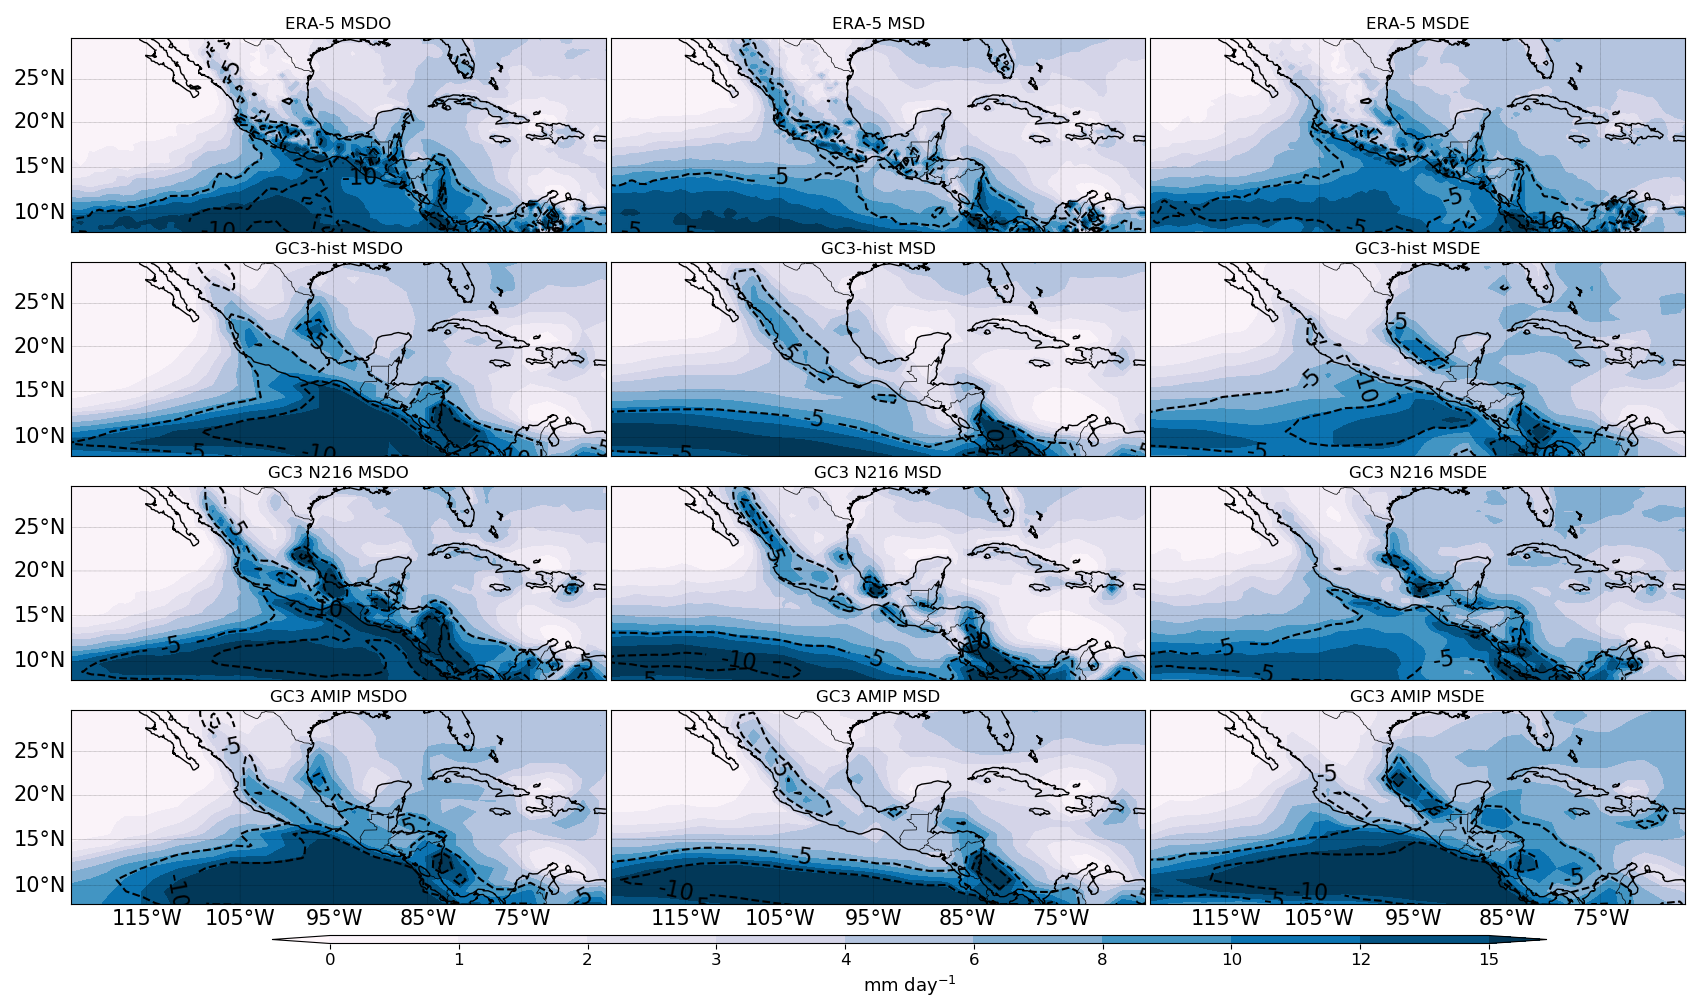 ERA-5 MSDO
ERA-5 MSD
ERA-5 MSDE
25°N
20°N
15°N
10°N
-5
-10
-10
-5
-5
-5
-5
-5
-10
GC3-hist MSDO
GC3-hist MSD
GC3-hist MSDE
25°N
20°N
15°N
10°N
-5
-5
-10
-10
-5
-5
-5
-5
-5
-10
-5
GC3 N216 MSDO
GC3 N216 MSD
GC3 N216 MSDE
25°N
20°N
15°N
10°N
-5
-10
-5
-5
-5
-10
-5
-10
-5
-5
-5
GC3 AMIP MSDO
GC3 AMIP MSD
GC3 AMIP MSDE
25°N
20°N
15°N
10°N
-5
-5
-10
-5
-5
-5
-10
-5
-5
-10
115°W 105°W 95°W 85°W 75°W
115°W 105°W 95°W 85°W 75°W
115°W 105°W 95°W 85°W 75°W
0 1 2 3 4 6 8 10 12 15
mm day⁻¹